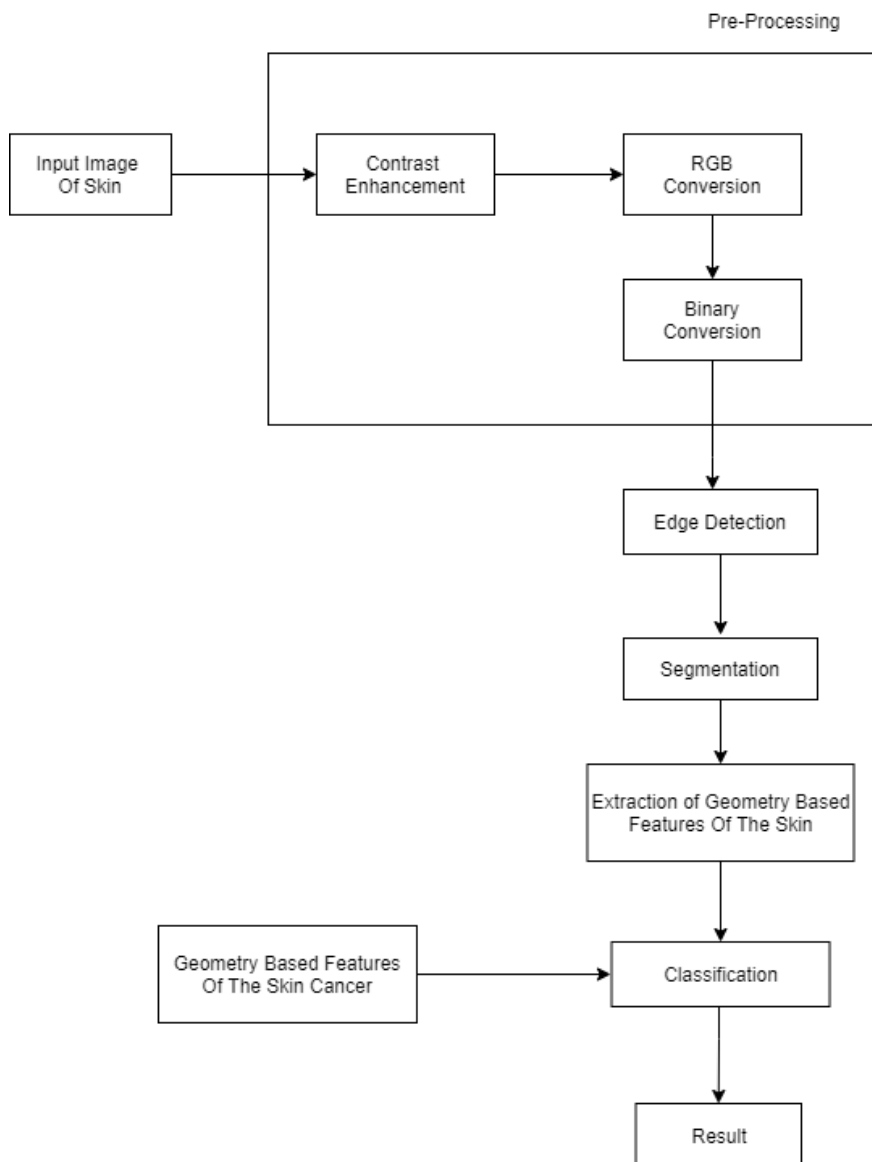 Pre-Processing
Input Image
Of Skin
Contrast
Enhancement
RGB
Conversion
Binary
Conversion
Edge Detection
Segmentation
Extraction of Geometry Based
Features Of The Skin
Geometry Based Features
Of The Skin Cancer
Classification
Result